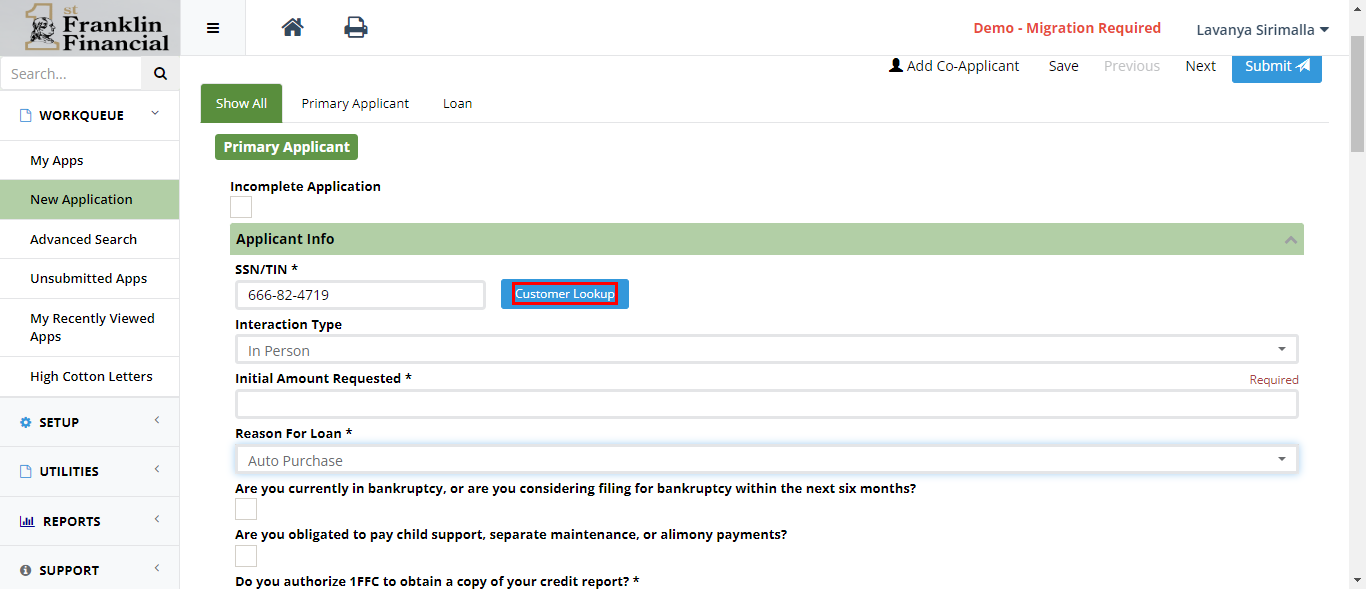 1st
Franklin
Financial
Demo - Migration Required
Lavanya Sirimalla
Search...
Add Co-Applicant
Save
Previous
Next
Submit
WORKQUEUE
My Apps
New Application
Advanced Search
Unsubmitted Apps
My Recently Viewed
Apps
High Cotton Letters
SETUP
UTILITIES
REPORTS
SUPPORT
Show All
Primary Applicant
Loan
Primary Applicant
Incomplete Application
Applicant Info
SSN/TIN *
666-82-4719
Customer Lookup
Interaction Type
In Person
Initial Amount Requested *
Required
Reason For Loan *
Auto Purchase
Are you currently in bankruptcy, or are you considering filing for bankruptcy within the next six months?
Are you obligated to pay child support, separate maintenance, or alimony payments?
Do you authorize 1FFC to obtain a copy of your credit report? *